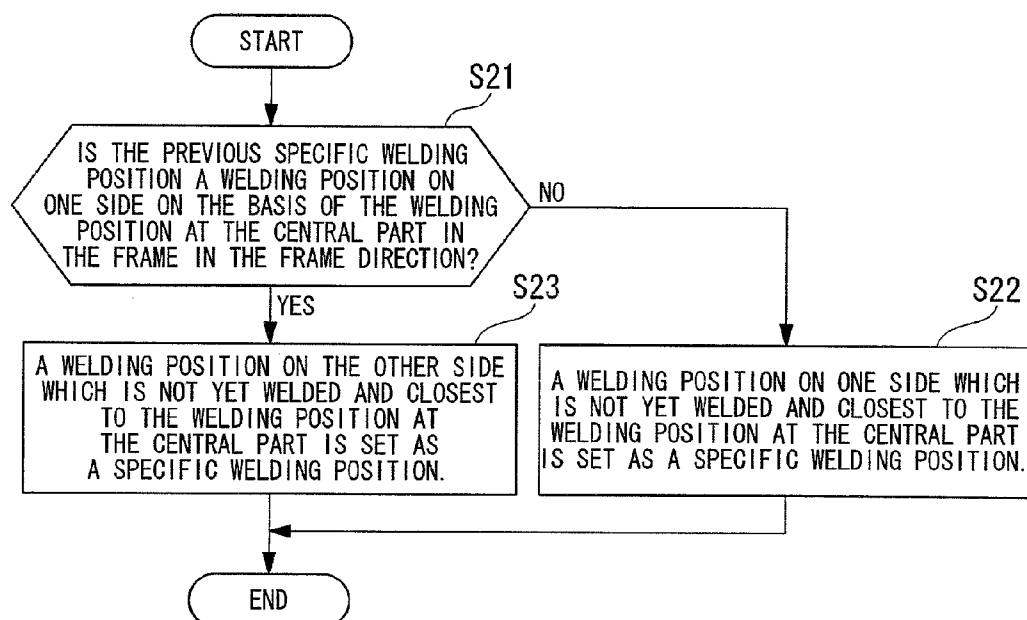 START
S21
IS THE PREVIOUS SPECIFIC WELDING
POSITION A WELDING POSITION ON
ONE SIDE ON THE BASIS OF THE WELDING
POSITION AT THE CENTRAL PART IN
THE FRAME IN THE FRAME DIRECTION?
NO
YES
S23
A WELDING POSITION ON THE OTHER SIDE
WHICH IS NOT YET WELDED AND CLOSEST
TO THE WELDING POSITION AT
THE CENTRAL PART IS SET AS
A SPECIFIC WELDING POSITION.
S22
A WELDING POSITION ON ONE SIDE WHICH
IS NOT YET WELDED AND CLOSEST TO THE
WELDING POSITION AT THE CENTRAL PART
IS SET AS A SPECIFIC WELDING POSITION.
END